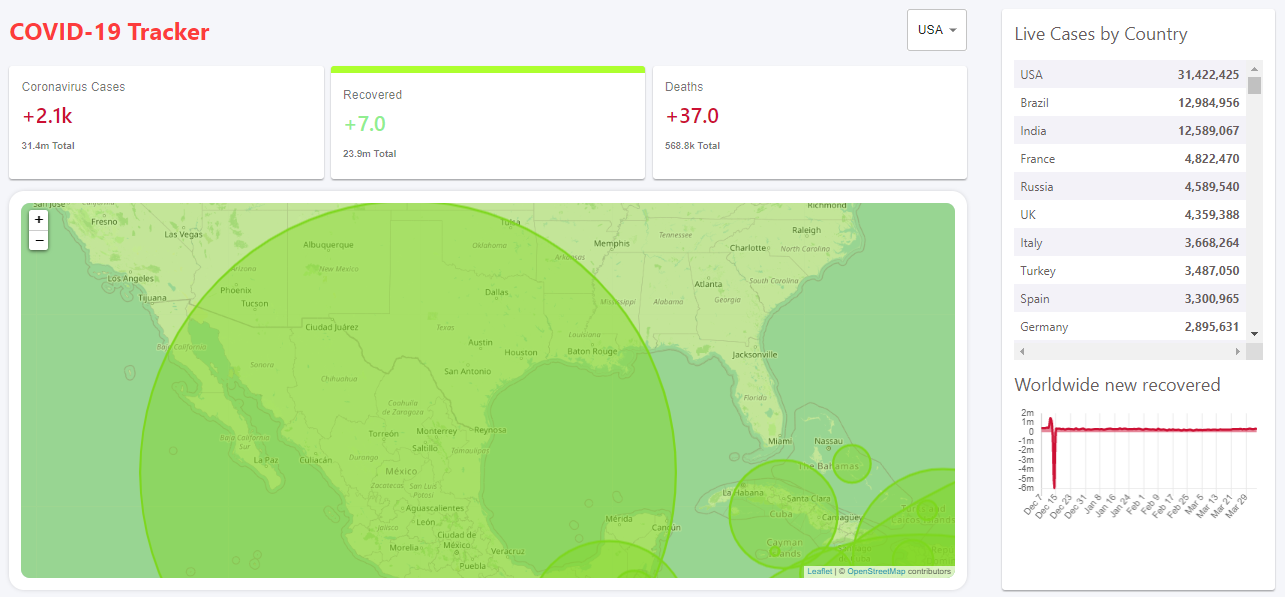 COVID-19 Tracker
USA
Coronavirus Cases
+2.1k
31.4m Total
Recovered
+7.0
23.9m Total
Deaths
+37.0
568.8k Total
+
−
San Jose
California
Fresno
Las Vegas
Los Angeles
Tijuana
Albuquerque
Arizona
New Mexico
Phoenix
Tucson
Tulsa
Oklahoma
Arkansas
Memphis
Tennessee
Richmond
Raleigh
Charlotte
North Carolina
South Carolina
Atlanta
Georgia
Alabama
Mississippi
Dallas
Ciudad Juárez
Texas
Louisiana
Austin
Houston
Baton Rouge
San Antonio
Jacksonville
Florida
Miami
Nassau
The Bahamas
Baja California
Sonora
Chihuahua
Coahuila
de Zaragoza
Torreón
Monterrey
Reynosa
Saltillo
Tamaulipas
Baja California
Sur
La Paz
Culiacán
Durango
México
Zacatecas
San Luis
Potosí
Aguascalientes
León
Jalisco
Ciudad de
México
Morelia
Veracruz
Puebla
Mérida
Cancún
La Habana
Santa Clara
Cuba
Camagüey
Cayman
Islands
Turks and
Caicos Islands
Leaflet | © OpenStreetMap contributors
Live Cases by Country
USA 31,422,425
Brazil 12,984,956
India 12,589,067
France 4,822,470
Russia 4,589,540
UK 4,359,388
Italy 3,668,264
Turkey 3,487,050
Spain 3,300,965
Germany 2,895,631
Worldwide new recovered
2m
1m
0
-1m
-2m
-3m
-4m
-5m
-6m
Dec 7
Dec 15
Dec 23
Dec 31
Jan 8
Jan 16
Jan 24
Feb 1
Feb 9
Feb 17
Feb 25
Mar 5
Mar 13
Mar 21
Mar 29